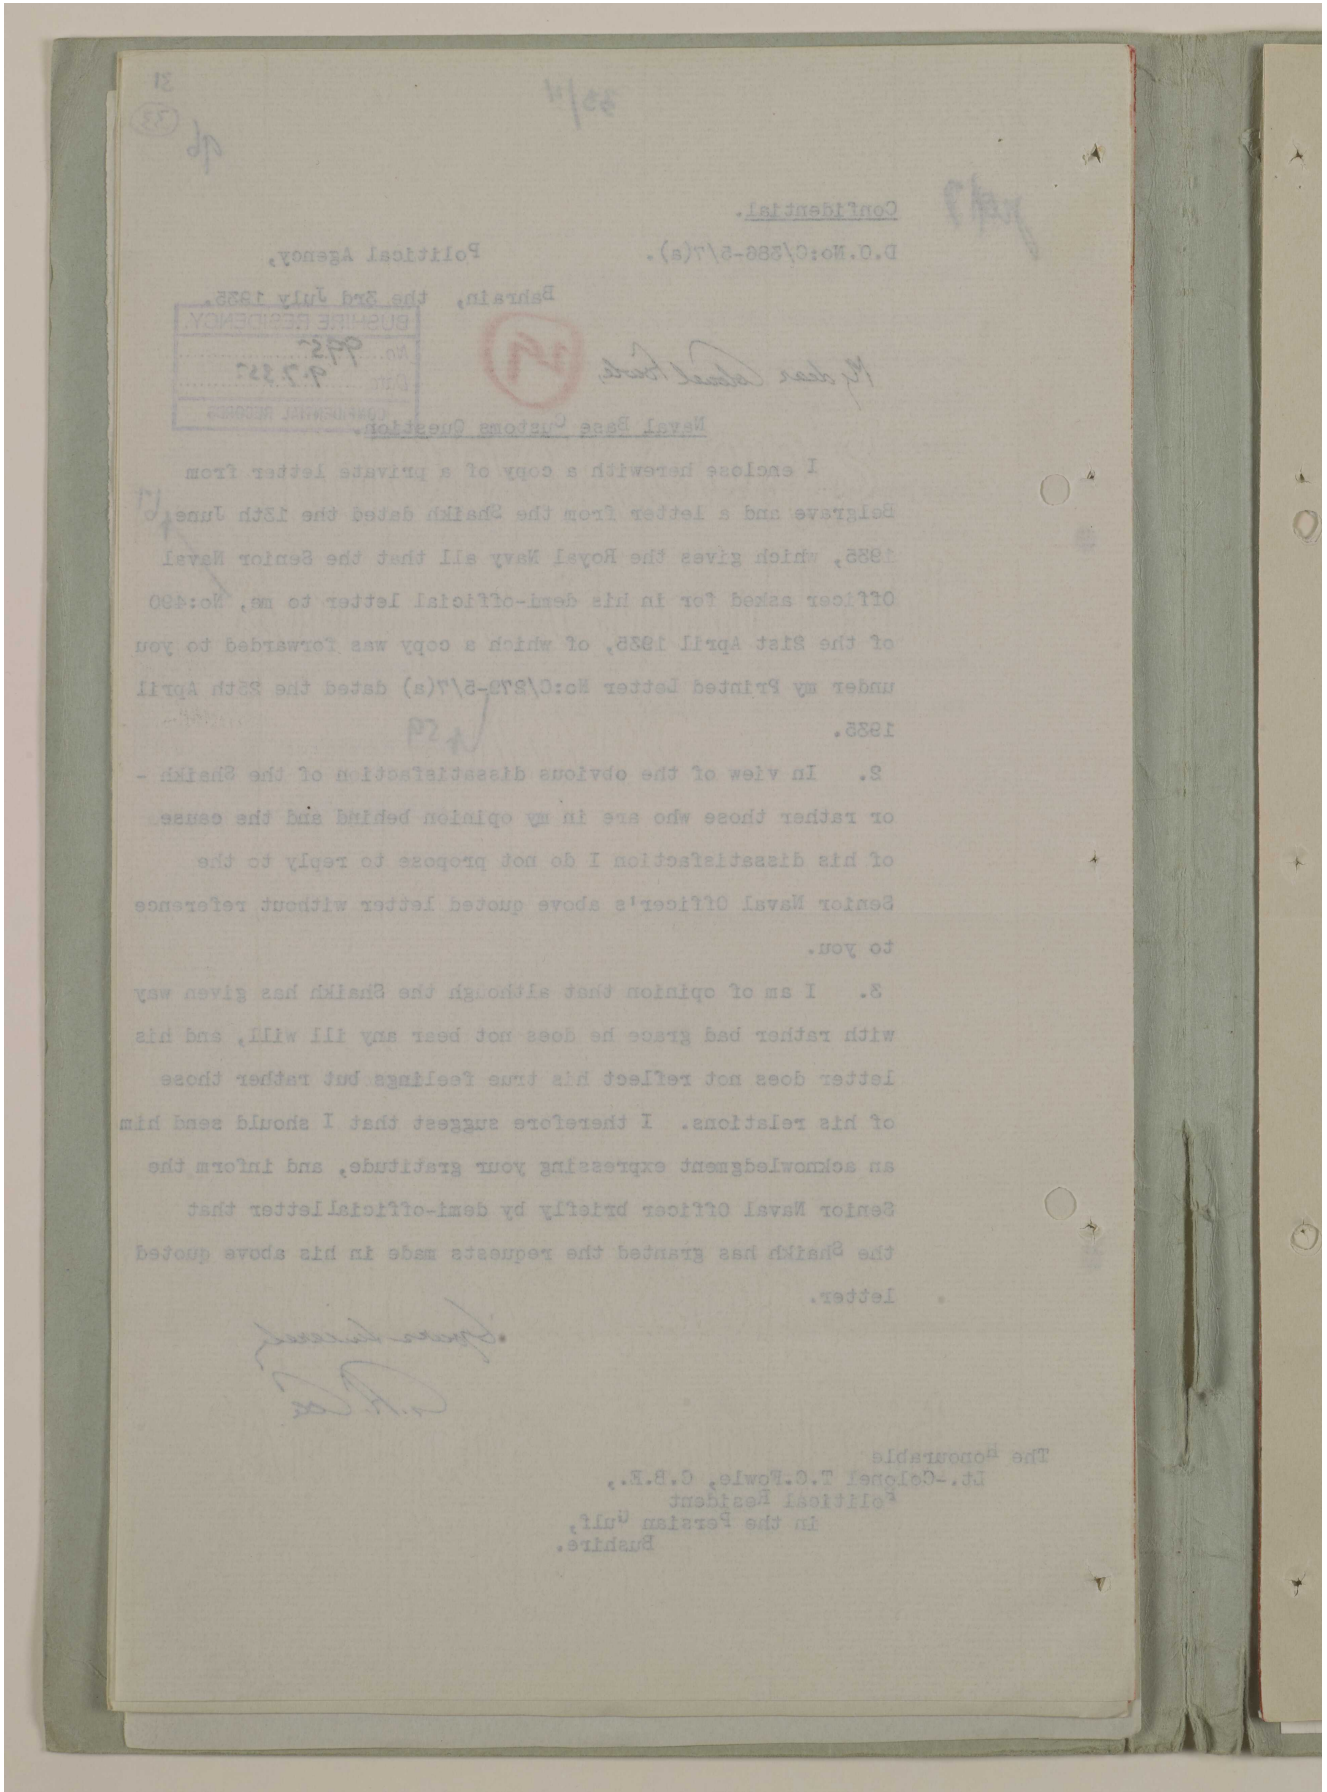 31
33
96
35/11
Confidential.
D.O.No:C/386-5/7(a).
Political Agency,
Bahrain, the 3rd July 1935.
BUSHIRE RESIDENCY.
No. 995
Date 9.7.35
CONFIDENTIAL RECORDS
19
My dear Colonel Fowle,
Naval Base Customs Question.
I enclose herewith a copy of a private letter from
Belgrave and a letter from the Shaikh dated the 13th June
1935, which gives the Royal Navy all that the Senior Naval
Officer asked for in his demi-official letter to me, No:490
of the 21st April 1935, of which a copy was forwarded to you
under my Printed Letter No:C/279-5/7(a) dated the 25th April
1935.
2. In view of the obvious dissatisfaction of the Shaikh -
or rather those who are in my opinion behind and the cause
of his dissatisfaction I do not propose to reply to the
Senior Naval Officer's above quoted letter without reference
to you.
3. I am of opinion that although the Shaikh has given way
with rather bad grace he does not bear any ill will, and his
letter does not reflect his true feelings but rather those
of his relations. I therefore suggest that I should send him
an acknowledgment expressing your gratitude, and inform the
Senior Naval Officer briefly by demi-official letter that
the Shaikh has granted the requests made in his above quoted
letter.
Yours sincerely
The Honourable
Lt.-Colonel T.C.Fowle, C.B.E.,
Political Resident
in the Persian Gulf,
Bushire.